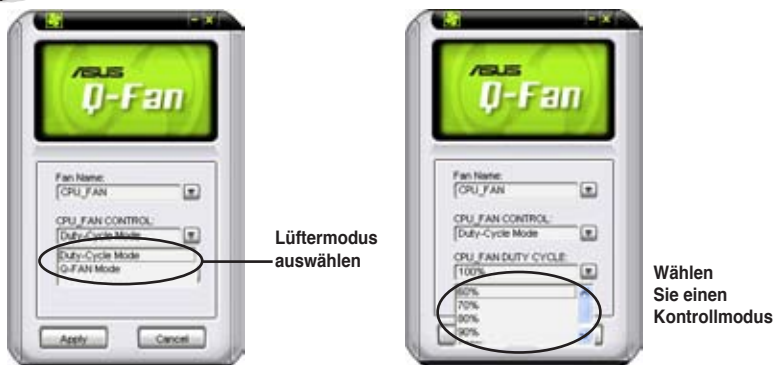 ASUS
Q-Fan
Fan Name:
CPU_FAN
CPU_FAN CONTROL:
Duty-Cycle Mode
Duty-Cycle Mode
Q-FAN Mode
Apply
Cancel
Lüftermodus
auswählen
ASUS
Q-Fan
Fan Name:
CPU_FAN
CPU_FAN CONTROL:
Duty-Cycle Mode
CPU_FAN DUTY CYCLE:
100%
60%
70%
80%
90%
Wählen
Sie einen
Kontrollmodus